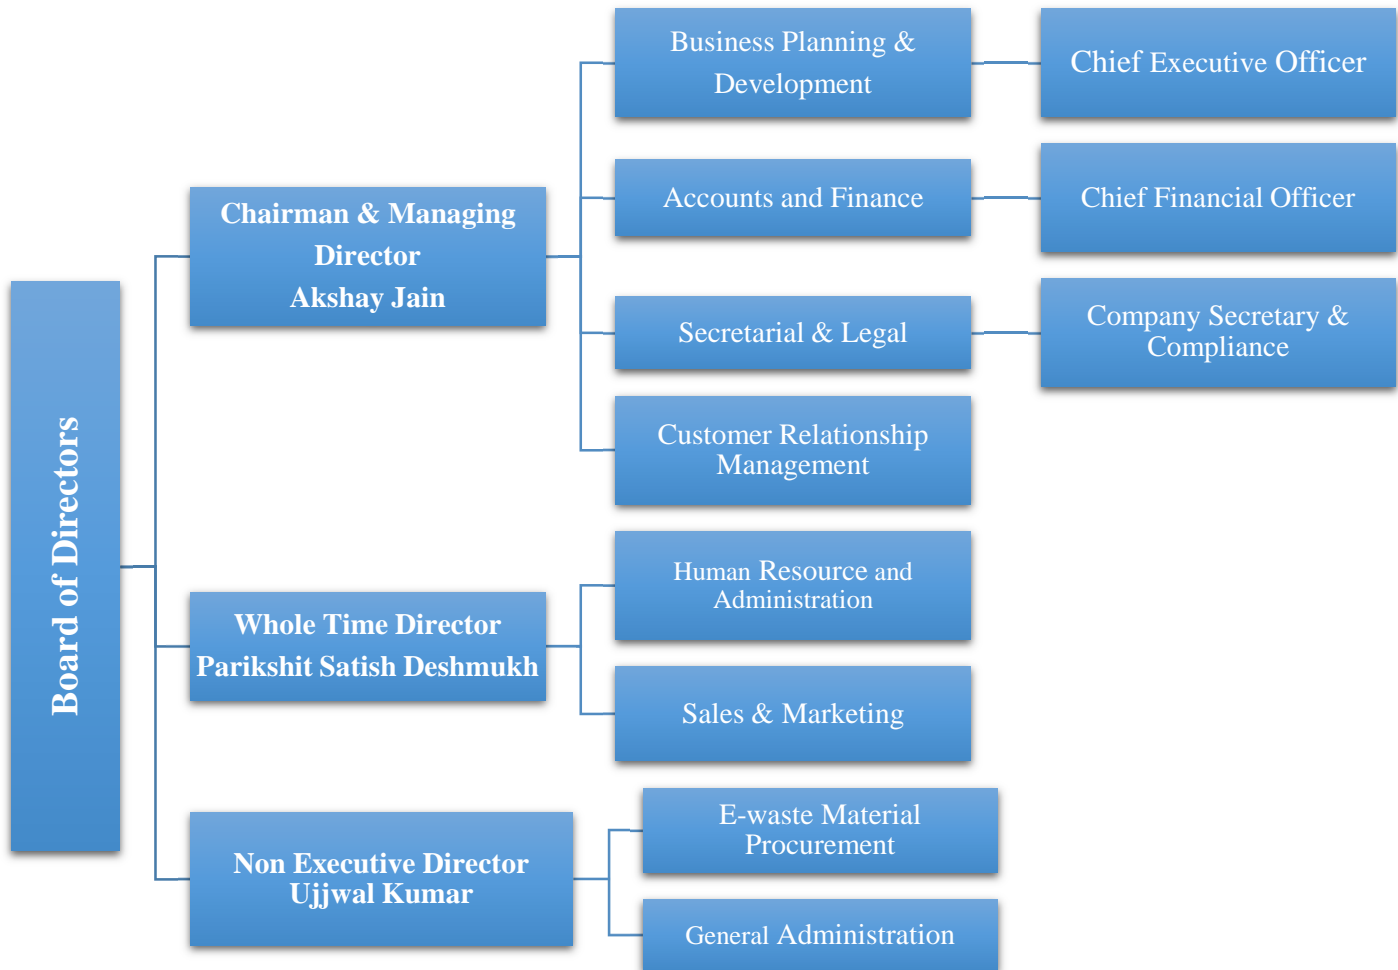 Board of Directors
Chairman & Managing
Director
Akshay Jain
Business Planning &
Development
Chief Executive Officer
Accounts and Finance
Chief Financial Officer
Secretarial & Legal
Company Secretary &
Compliance
Customer Relationship
Management
Whole Time Director
Parikshit Satish Deshmukh
Human Resource and
Administration
Sales & Marketing
Non Executive Director
Ujjwal Kumar
E-waste Material
Procurement
General Administration